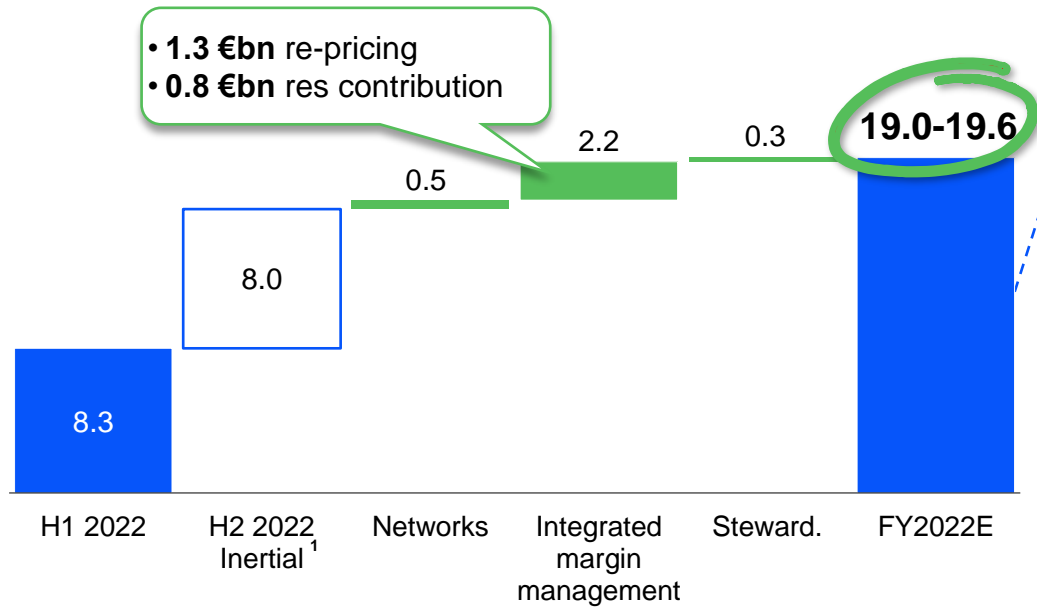 • 1.3 €bn re-pricing
• 0.8 €bn res contribution
19.0-19.6
2.2
0.3
0.5
8.0
8.3
H1 2022
H2 2022
Inertial 1
Networks
Integrated
margin
management
Steward.
FY2022E